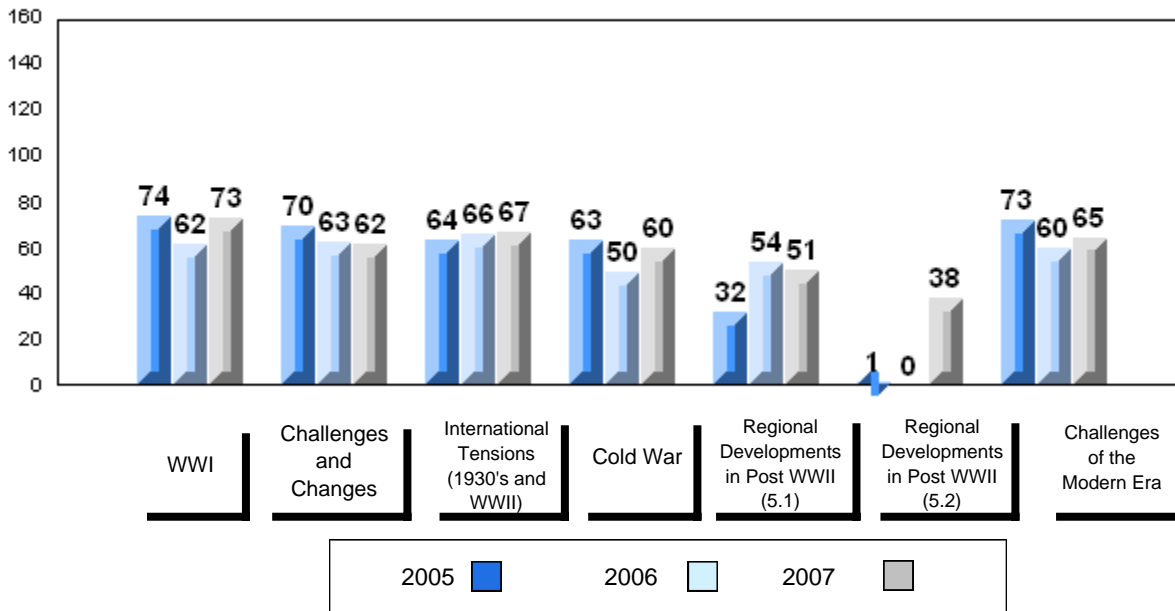 160
140
120
100
80
60
40
20
0
74 62 73
70 63 62
64 66 67
63 50 60
32 54 51
1 0 38
73 60 65
WWI
Challenges
and
Changes
International
Tensions
(1930's and
WWII)
Cold War
Regional
Developments
in Post WWII
(5.1)
Regional
Developments
in Post WWII
(5.2)
Challenges
of the
Modern Era
2005 2006 2007